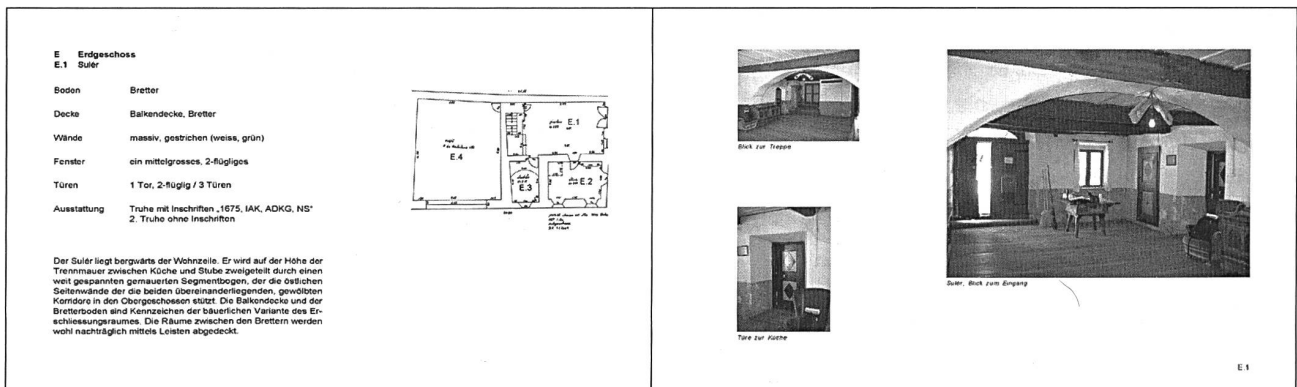 E Erdgeschoss
E.1 Sulèr
Boden Bretter
Decke Balkendecke, Bretter
Wände massiv, gestrichen (weiss, grün)
Fenster ein mittelgrosses, 2-flügliges
Türen 1 Tor, 2-flüglig / 3 Türen
Ausstattung Truhe mit Inschriften „1675, IAK, ADKG, NS"
2. Truhe ohne Inschriften
E.1
E.4
E.3
E.2
Der Sulèr liegt bergwärts der Wohnzeile. Er wird auf der Höhe der
Trennmauer zwischen Küche und Stube zweigeteilt durch einen
weit gespannten gemauerten Segmentbogen, der die östlichen
Seitenwände der die beiden übereinanderliegenden, gewölbten
Korridore in den Obergeschossen stützt. Die Balkendecke und der
Bretterboden sind Kennzeichen der bäuerlichen Variante des Er-
schliessungsraumes. Die Räume zwischen den Brettern werden
wohl nachträglich mittels Leisten abgedeckt.
Blick zur Treppe
Türe zur Küche
Sulèr, Blick zum Eingang
E.1